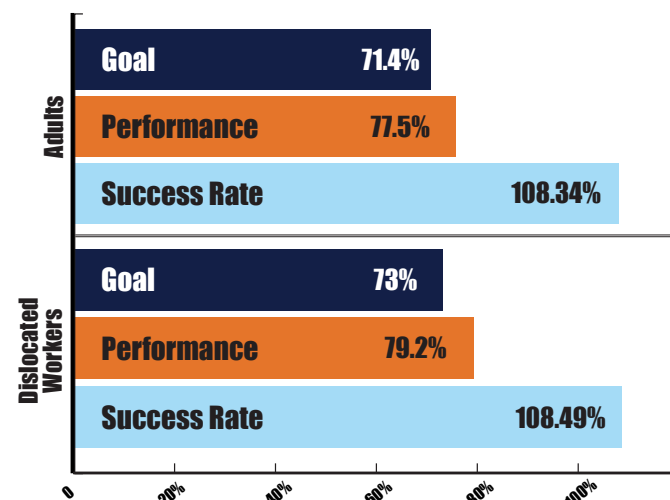 Adults
Goal 71.4%
Performance 77.5%
Success Rate 108.34%
Dislocated
Workers
Goal 73%
Performance 79.2%
Success Rate 108.49%
0 20% 40% 60% 80% 100%